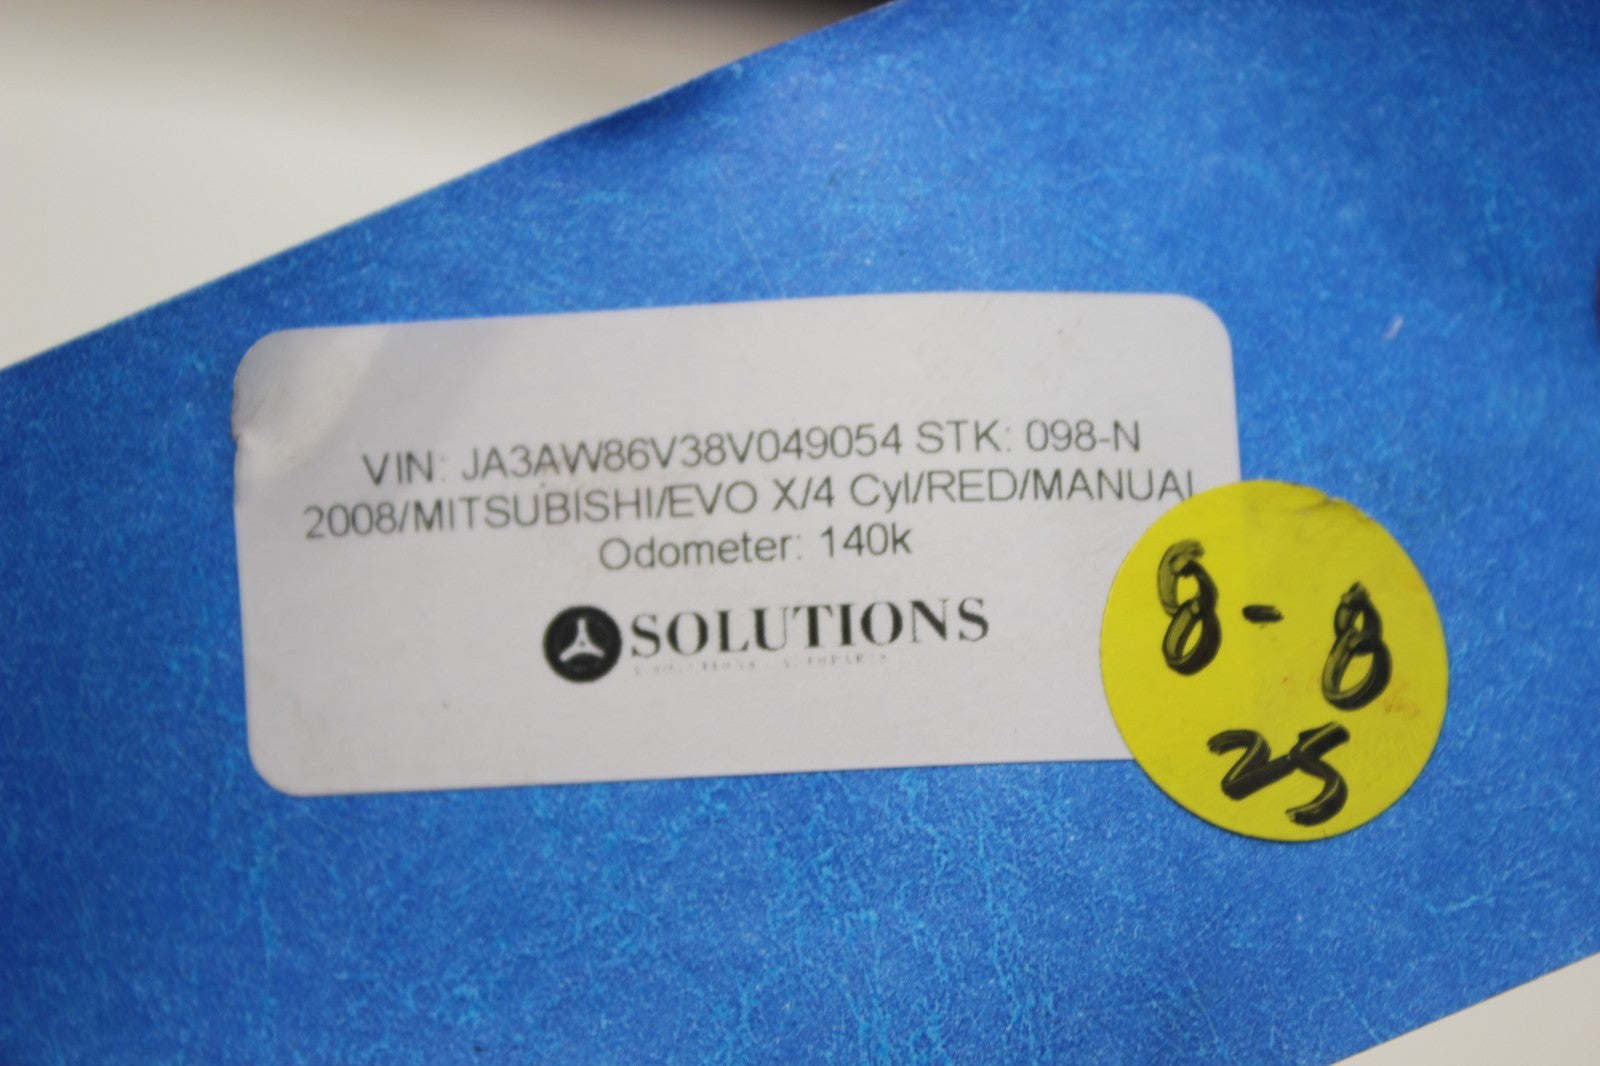 VIN: JA3AW86V38V049054 STK: 098-N
2008/MITSUBISHI/EVO X/4 Cyl/RED/MANUAL
Odometer: 140k
SOLUTIONS
8-8
25